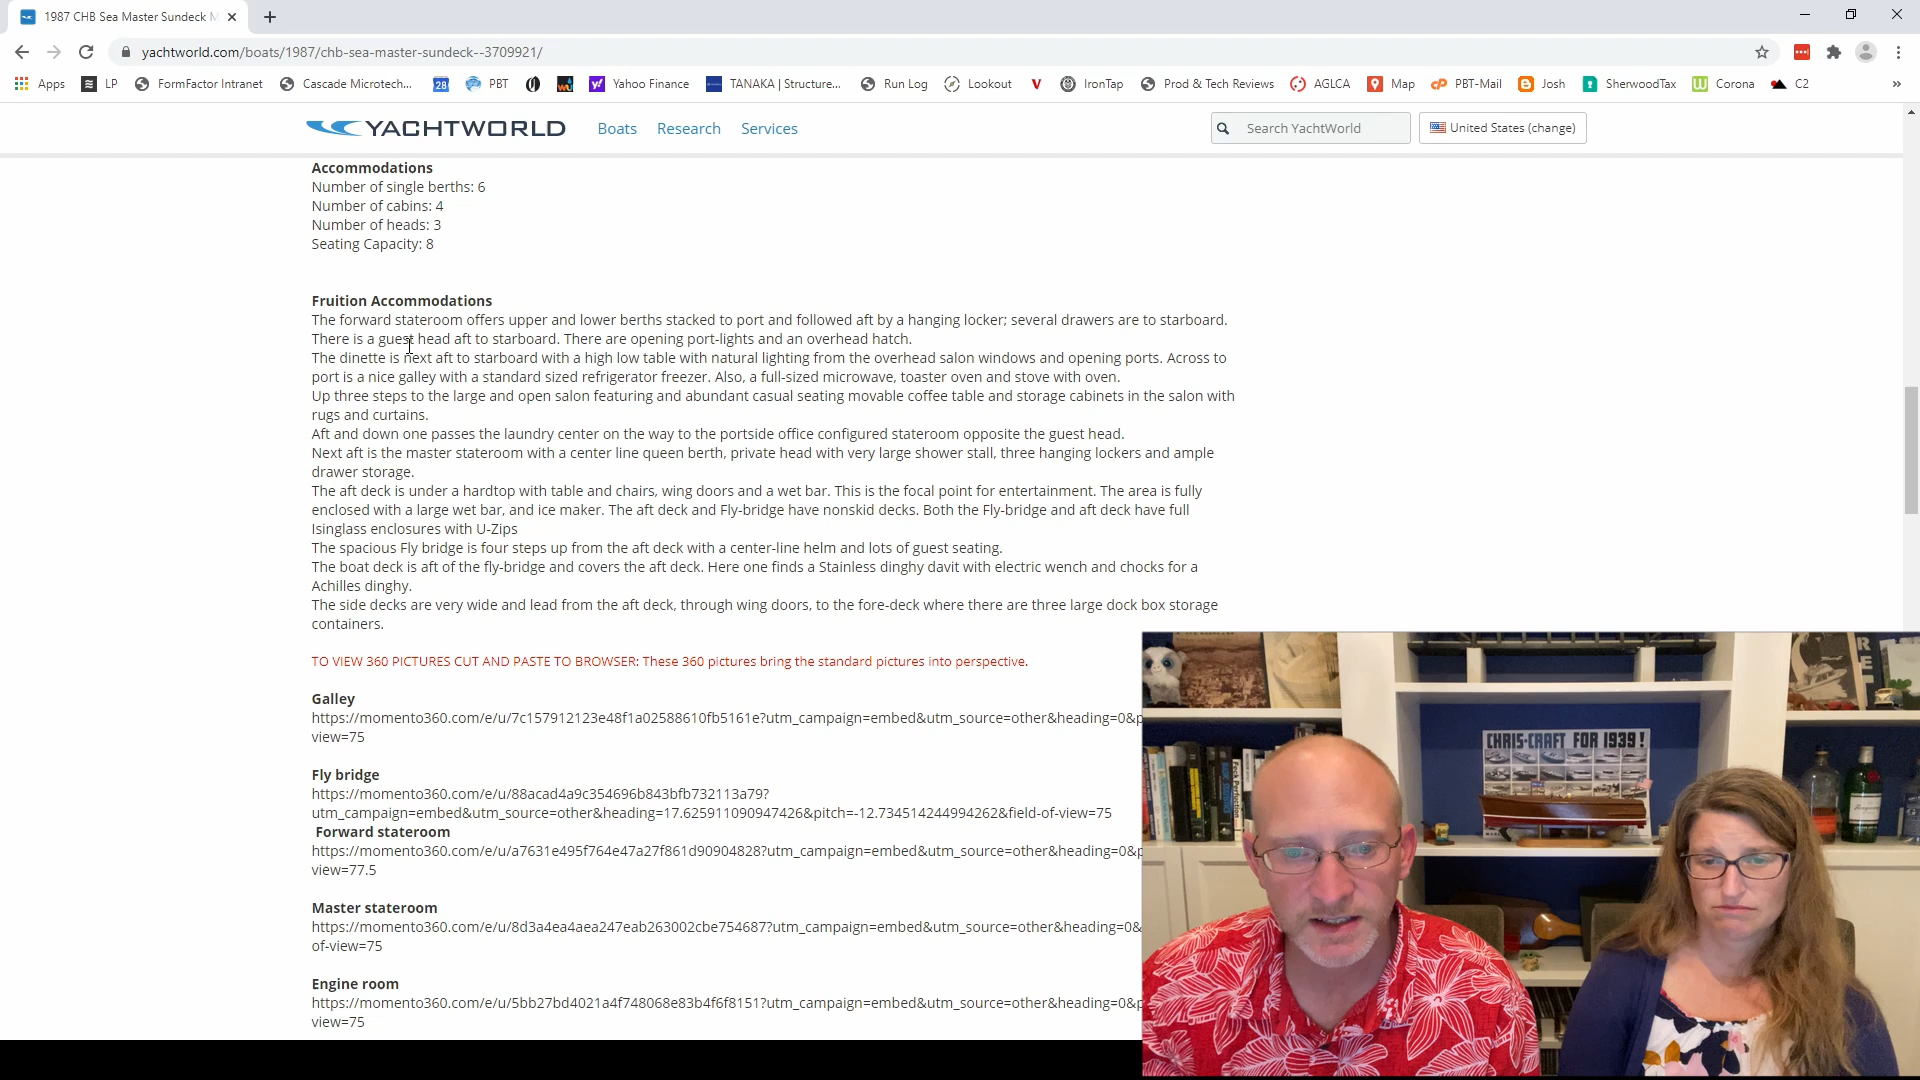 1987 CHB Sea Master Sundeck M
yachtworld.com/boats/1987/chb-sea-master-sundeck--3709921/
Apps LP FormFactor Intranet Cascade Microtech... 28 PBT Yahoo Finance TANAKA | Structure... Run Log Lookout V IronTap Prod & Tech Reviews AGLCA Map PBT-Mail Josh SherwoodTax Corona C2 »
YACHTWORLD Boats Research Services Search YachtWorld United States (change)
Accommodations
Number of single berths: 6
Number of cabins: 4
Number of heads: 3
Seating Capacity: 8
Fruition Accommodations
The forward stateroom offers upper and lower berths stacked to port and followed aft by a hanging locker; several drawers are to starboard.
There is a guest head aft to starboard. There are opening port-lights and an overhead hatch.
The dinette is next aft to starboard with a high low table with natural lighting from the overhead salon windows and opening ports. Across to
port is a nice galley with a standard sized refrigerator freezer. Also, a full-sized microwave, toaster oven and stove with oven.
Up three steps to the large and open salon featuring and abundant casual seating movable coffee table and storage cabinets in the salon with
rugs and curtains.
Aft and down one passes the laundry center on the way to the portside office configured stateroom opposite the guest head.
Next aft is the master stateroom with a center line queen berth, private head with very large shower stall, three hanging lockers and ample
drawer storage.
The aft deck is under a hardtop with table and chairs, wing doors and a wet bar. This is the focal point for entertainment. The area is fully
enclosed with a large wet bar, and ice maker. The aft deck and Fly-bridge have nonskid decks. Both the Fly-bridge and aft deck have full
Isinglass enclosures with U-Zips
The spacious Fly bridge is four steps up from the aft deck with a center-line helm and lots of guest seating.
The boat deck is aft of the fly-bridge and covers the aft deck. Here one finds a Stainless dinghy davit with electric wench and chocks for a
Achilles dinghy.
The side decks are very wide and lead from the aft deck, through wing doors, to the fore-deck where there are three large dock box storage
containers.
TO VIEW 360 PICTURES CUT AND PASTE TO BROWSER: These 360 pictures bring the standard pictures into perspective.
Galley
https://momento360.com/e/u/7c157912123e48f1a02588610fb5161e?utm_campaign=embed&utm_source=other&heading=0&p
view=75
Fly bridge
https://momento360.com/e/u/88acad4a9c354696b843bfb732113a79?
utm_campaign=embed&utm_source=other&heading=17.625911090947426&pitch=-12.734514244994262&field-of-view=75
Forward stateroom
https://momento360.com/e/u/a7631e495f764e47a27f861d90904828?utm_campaign=embed&utm_source=other&heading=0&p
view=77.5
Master stateroom
https://momento360.com/e/u/8d3a4ea4aea247eab263002cbe754687?utm_campaign=embed&utm_source=other&heading=0&
of-view=75
Engine room
https://momento360.com/e/u/5bb27bd4021a4f748068e83b4f6f8151?utm_campaign=embed&utm_source=other&heading=0&p
view=75
CHRIS-CRAFT FOR 1939!